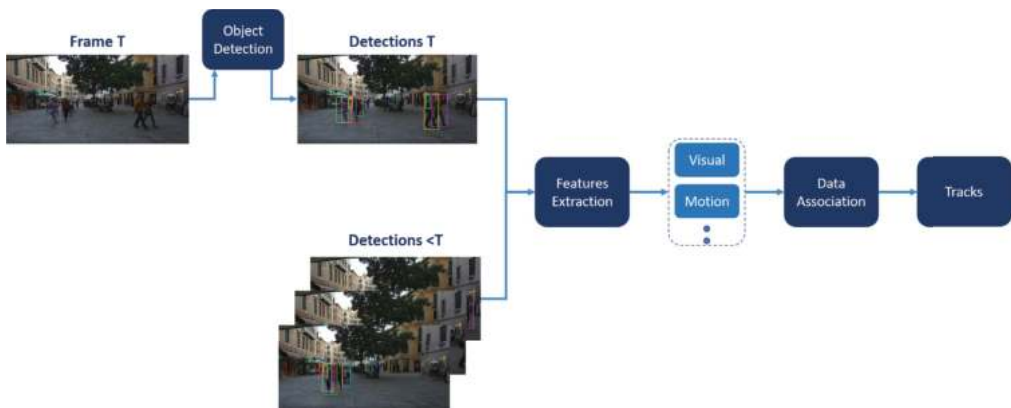 Frame T
Object
Detection
Detections T
Detections <T
Features
Extraction
Visual
Motion
Data
Association
Tracks